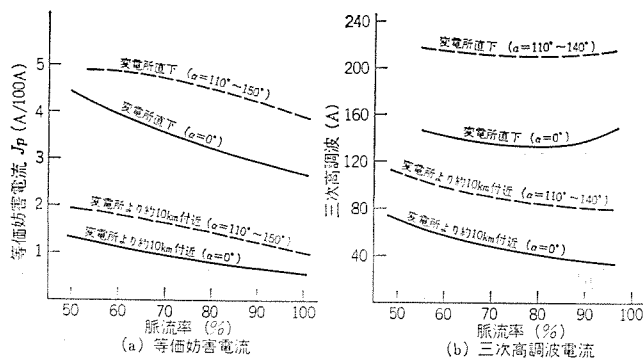 等価妨害電流 Jp (A/100A)
5
4
3
2
1
変電所直下 (α=110°~150°)
変電所直下 (α=0°)
変電所より約10km付近 (α=110°~150°)
変電所より約10km付近 (α=0°)
50 60 70 80 90 100
脈流率 (%)
(a) 等価妨害電流
三次高調波 (A)
240
200
160
120
80
40
変電所直下 (α=110°~140°)
変電所直下 (α=0°)
変電所より約10km付近 (α=110°~140°)
変電所より約10km付近 (α=0°)
50 60 70 80 90 100
脈流率 (%)
(b) 三次高調波電流